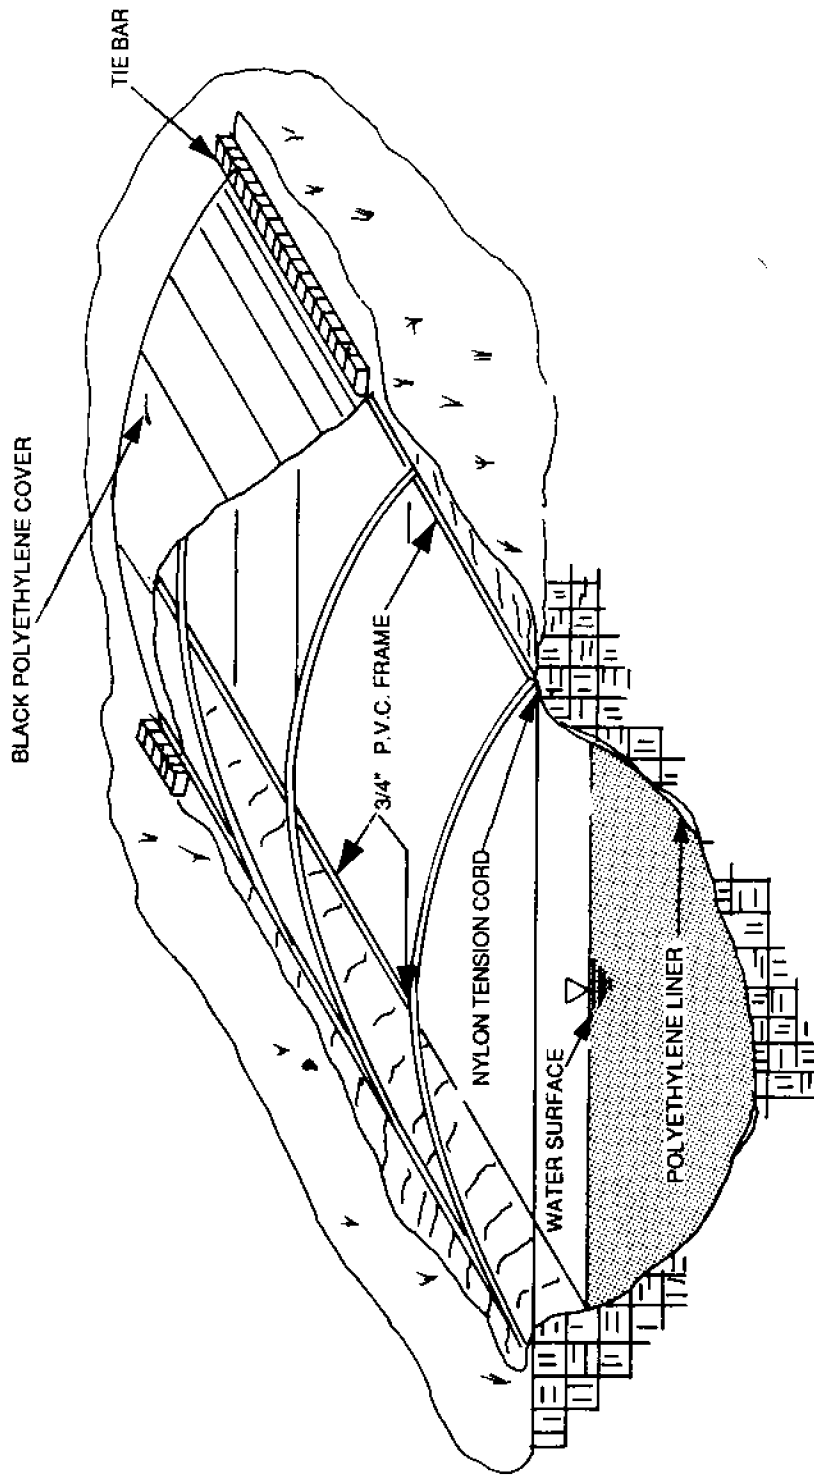 BLACK POLYETHYLENE COVER
TIE BAR
3/4" P.V.C. FRAME
NYLON TENSION CORD
WATER SURFACE
POLYETHYLENE LINER